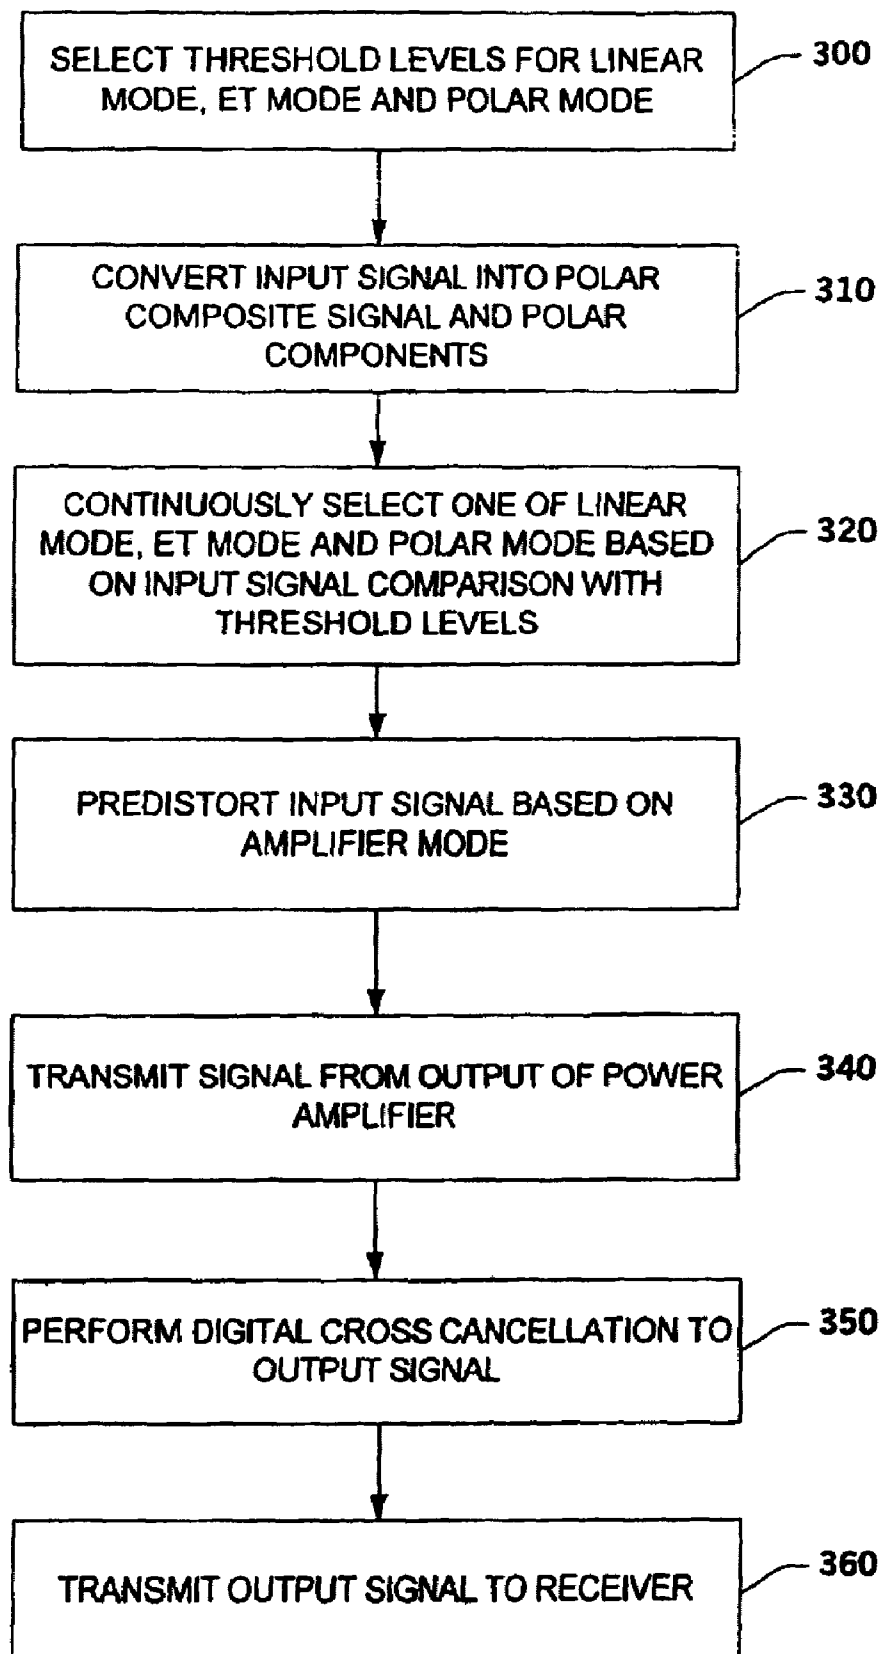 SELECT THRESHOLD LEVELS FOR LINEAR
MODE, ET MODE AND POLAR MODE
300
CONVERT INPUT SIGNAL INTO POLAR
COMPOSITE SIGNAL AND POLAR
COMPONENTS
310
CONTINUOUSLY SELECT ONE OF LINEAR
MODE, ET MODE AND POLAR MODE BASED
ON INPUT SIGNAL COMPARISON WITH
THRESHOLD LEVELS
320
PREDISTORT INPUT SIGNAL BASED ON
AMPLIFIER MODE
330
TRANSMIT SIGNAL FROM OUTPUT OF POWER
AMPLIFIER
340
PERFORM DIGITAL CROSS CANCELLATION TO
OUTPUT SIGNAL
350
TRANSMIT OUTPUT SIGNAL TO RECEIVER
360